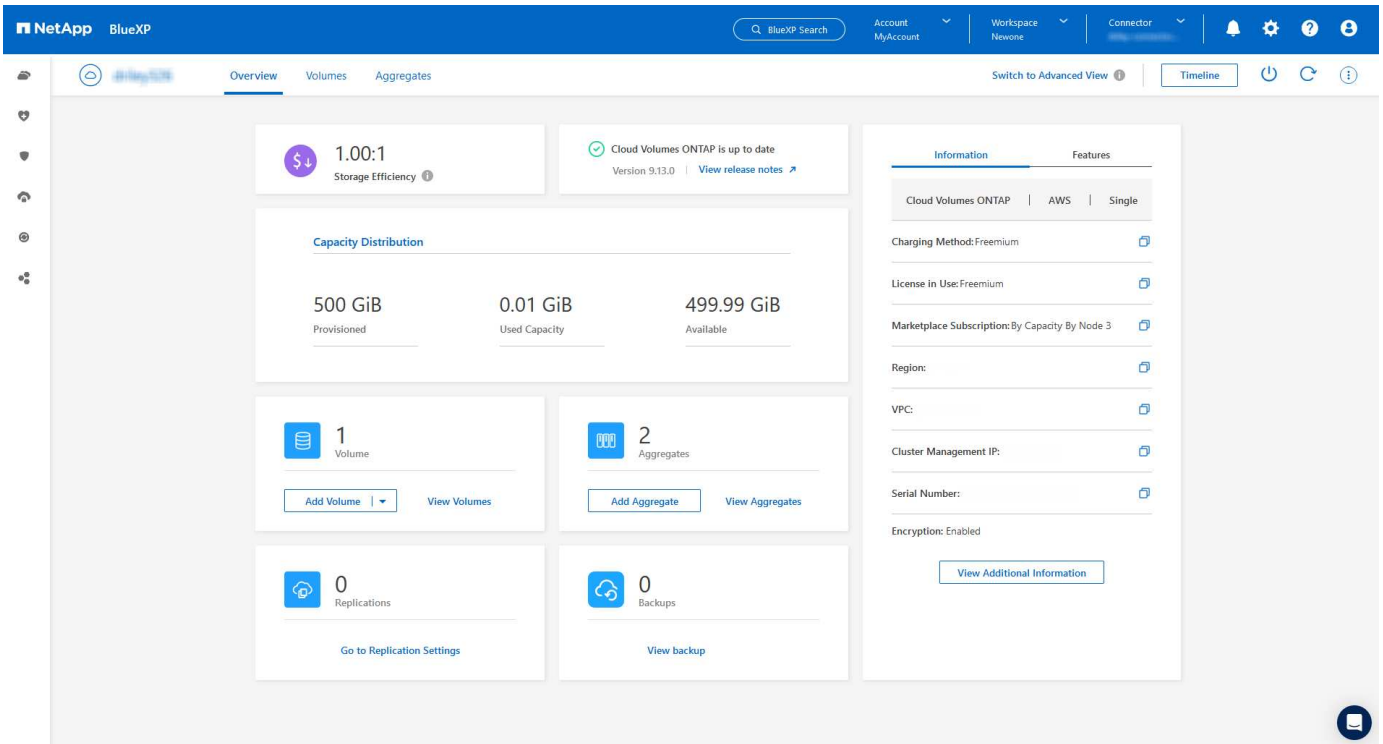 NetApp BlueXP
BlueXP Search
Account
MyAccount
Workspace
Newone
Connector
Overview Volumes Aggregates
Switch to Advanced View
Timeline
1.00:1
Storage Efficiency
Cloud Volumes ONTAP is up to date
Version 9.13.0 | View release notes
Capacity Distribution
500 GiB
Provisioned
0.01 GiB
Used Capacity
499.99 GiB
Available
1
Volume
Add Volume
View Volumes
2
Aggregates
Add Aggregate
View Aggregates
0
Replications
Go to Replication Settings
0
Backups
View backup
Information Features
Cloud Volumes ONTAP | AWS | Single
Charging Method: Freemium
License in Use: Freemium
Marketplace Subscription: By Capacity By Node 3
Region:
VPC:
Cluster Management IP:
Serial Number:
Encryption: Enabled
View Additional Information